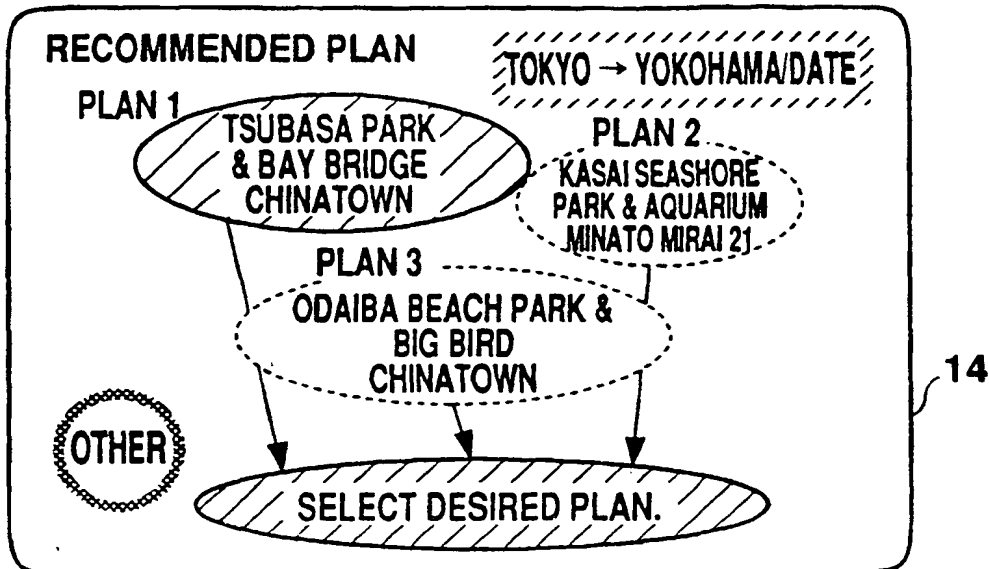 RECOMMENDED PLAN
TOKYO → YOKOHAMA/DATE
PLAN 1
TSUBASA PARK
& BAY BRIDGE
CHINATOWN
PLAN 2
KASAI SEASHORE
PARK & AQUARIUM
MINATO MIRAI 21
PLAN 3
ODAIBA BEACH PARK &
BIG BIRD
CHINATOWN
14
OTHER
SELECT DESIRED PLAN.